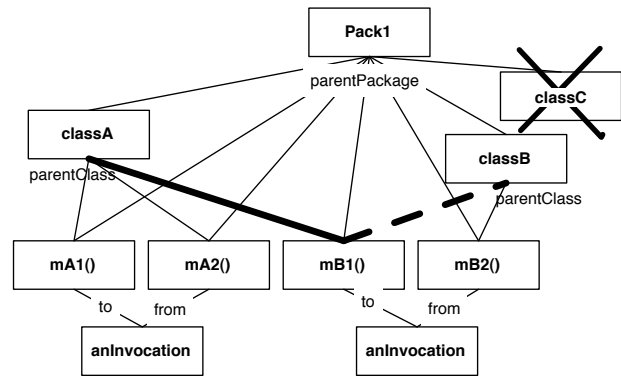 Pack1
parentPackage
classC
classA
classB
parentClass
parentClass
mA1()
mA2()
mB1()
mB2()
to
from
to
from
anInvocation
anInvocation